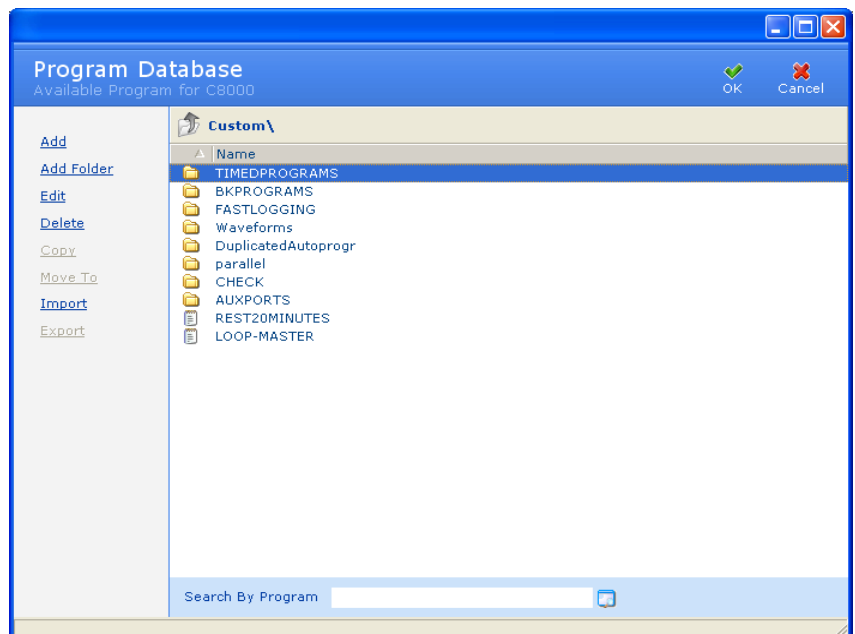 Program Database
Available Program for C8000
OK
Cancel
Add
Add Folder
Edit
Delete
Copy
Move To
Import
Export
Custom\
Name
TIMEDPROGRAMS
BKPROGRAMS
FASTLOGGING
Waveforms
DuplicatedAutoprogr
parallel
CHECK
AUXPORTS
REST20MINUTES
LOOP-MASTER
Search By Program